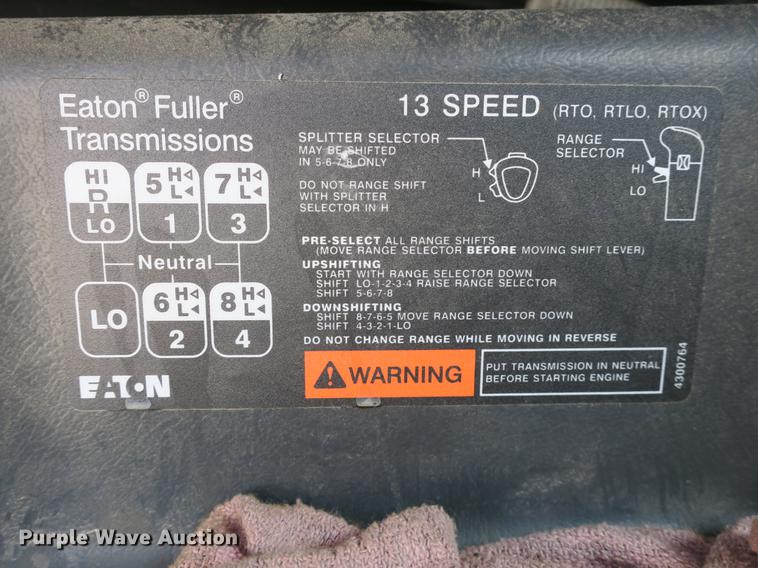 Eaton® Fuller®
Transmissions
13 SPEED (RTO, RTLO, RTOX)
HI
R
LO
5 H
L
1
7 H
L
3
Neutral
LO
6 H
L
2
8 H
L
4
EATON
SPLITTER SELECTOR
MAY BE SHIFTED
IN 5-6-7-8 ONLY
DO NOT RANGE SHIFT
WITH SPLITTER
SELECTOR IN H
H
L
RANGE
SELECTOR
HI
LO
PRE-SELECT ALL RANGE SHIFTS
(MOVE RANGE SELECTOR BEFORE MOVING SHIFT LEVER)
UPSHIFTING
START WITH RANGE SELECTOR DOWN
SHIFT LO-1-2-3-4 RAISE RANGE SELECTOR
SHIFT 5-6-7-8
DOWNSHIFTING
SHIFT 8-7-6-5 MOVE RANGE SELECTOR DOWN
SHIFT 4-3-2-1-LO
DO NOT CHANGE RANGE WHILE MOVING IN REVERSE
WARNING
PUT TRANSMISSION IN NEUTRAL
BEFORE STARTING ENGINE
4300764
Purple Wave Auction